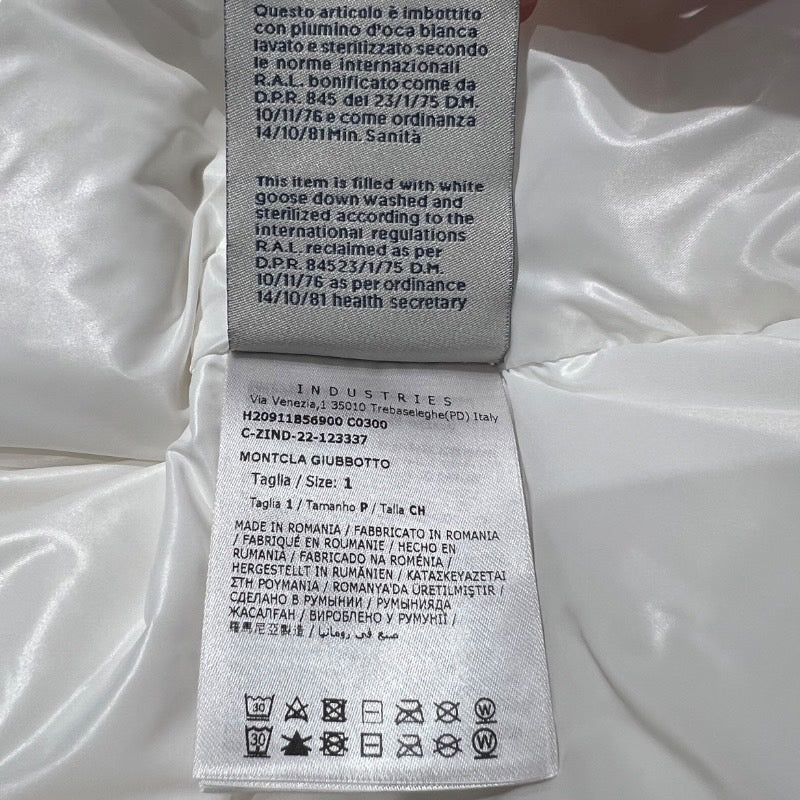 Questo articolo è imbottito
con piumino d'oca bianca
lavato e sterilizzato secondo
le norme internazionali
R.A.L. bonificato come da
D.P.R. 845 del 23/1/75 D.M.
10/11/76 e come ordinanza
14/10/81 Min. Sanità
This item is filled with white
goose down washed and
sterilized according to the
international regulations
R.A.L. reclaimed as per
D.P.R. 84523/1/75 D.M.
10/11/76 as per ordinance
14/10/81 health secretary
INDUSTRIES
Via Venezia,1 35010 Trebaseleghe(PD) Italy
H20911B56900 C0300
C-ZIND-22-123337
MONTCLA GIUBBOTTO
Taglia / Size: 1
Taglia 1 / Tamanho P / Talla CH
MADE IN ROMANIA / FABBRICATO IN ROMANIA
/ FABRIQUÉ EN ROUMANIE / HECHO EN
RUMANIÁ / FABRICADO NA ROMÉNIA /
HERGESTELLT IN RUMÄNIEN / ΚΑΤΑΣΚΕΥΑΖΕΤΑΙ
ΣΤΗ ΡΟΥΜΑΝΙΑ / ROMANYA'DA ÜRETILMIŞTIR /
СДЕЛАНО В РУМЫНИИ / РУМЫНИЯДА
ЖАСАЛҒАН / ВИРОБЛЕНО У РУМУНІЇ /
羅馬尼亞製造 / صنع في رومانيا
30 W
30 W